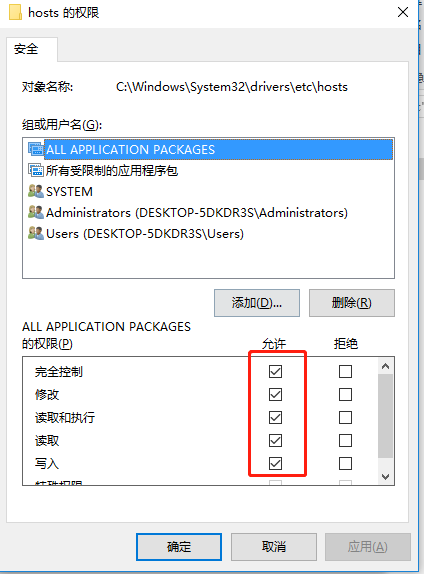 hosts 的权限
安全
对象名称:
C:\Windows\System32\drivers\etc\hosts
组或用户名(G):
ALL APPLICATION PACKAGES
所有受限制的应用程序包
SYSTEM
Administrators (DESKTOP-5DKDR3S\Administrators)
Users (DESKTOP-5DKDR3S\Users)
添加(D)...
删除(R)
ALL APPLICATION PACKAGES
的权限(P)
允许
拒绝
完全控制
修改
读取和执行
读取
写入
特殊权限
确定
取消
应用(A)